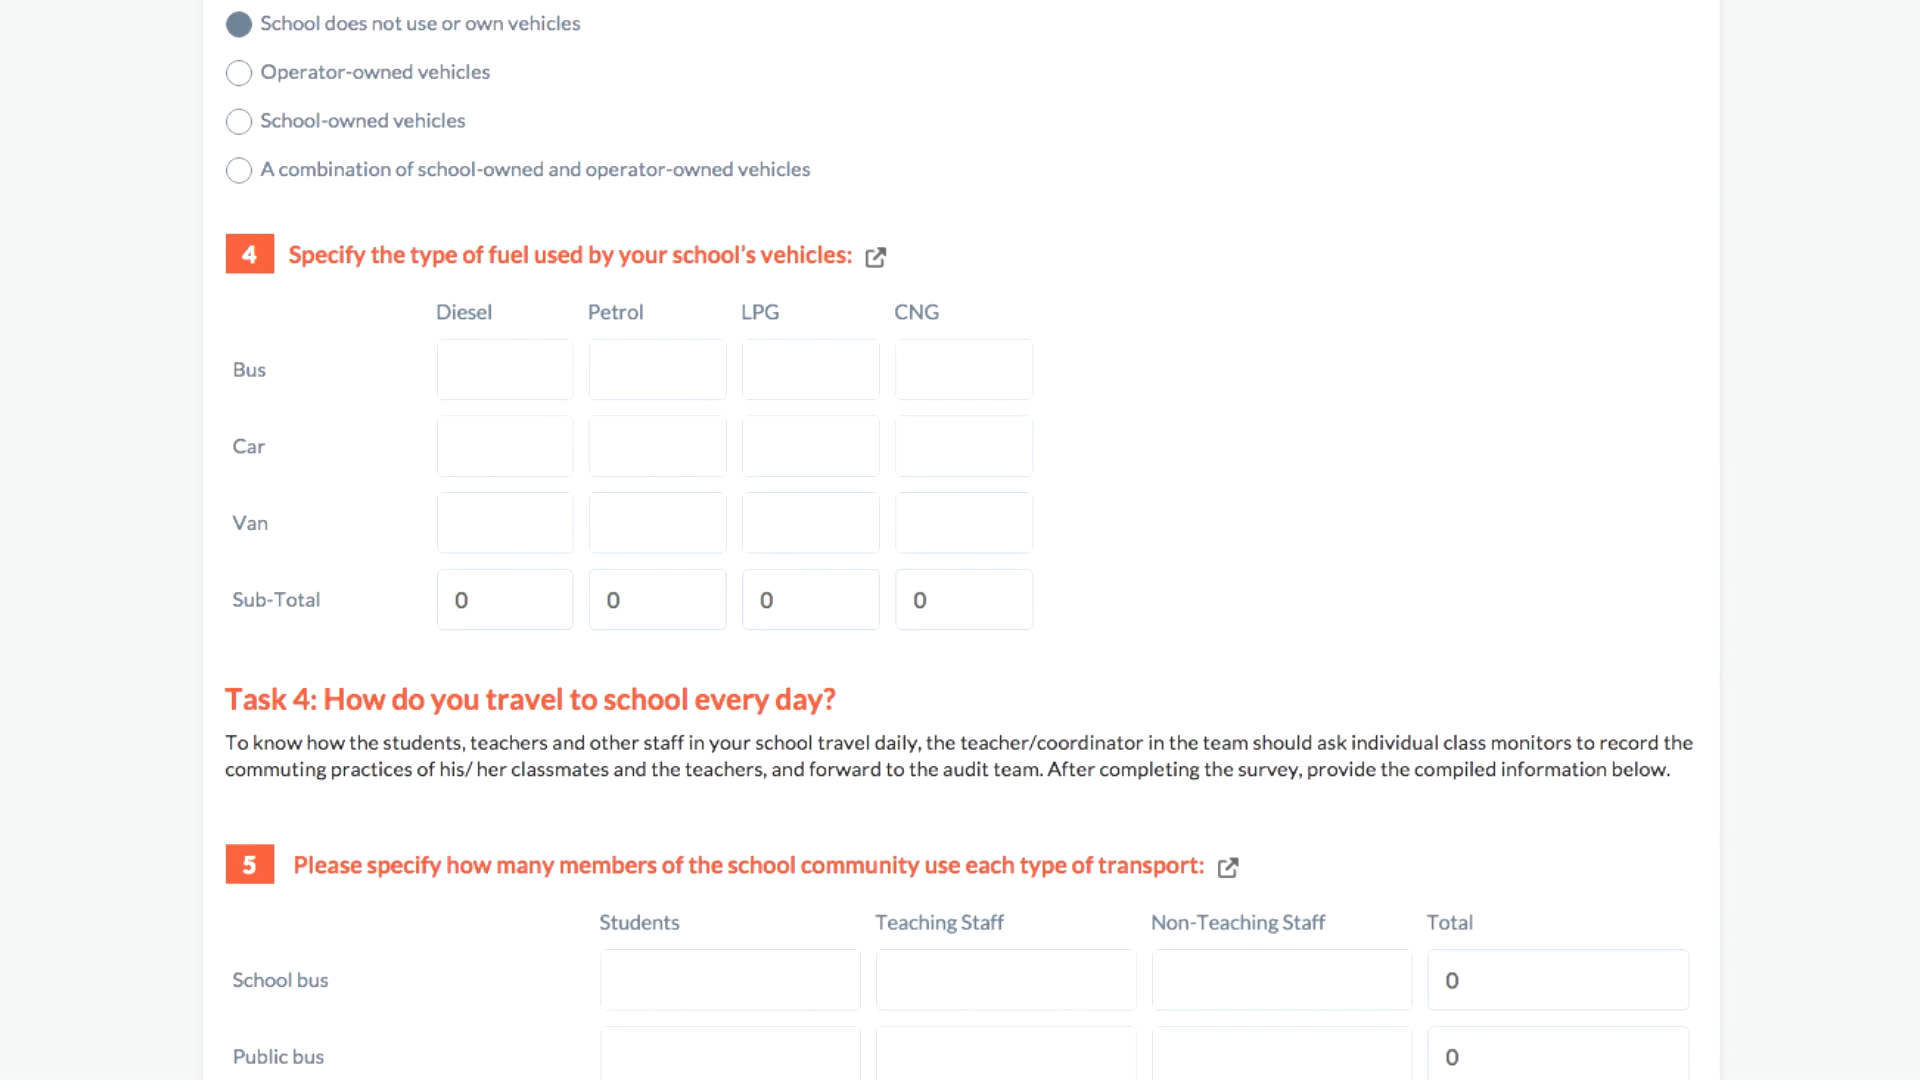 School does not use or own vehicles
Operator-owned vehicles
School-owned vehicles
A combination of school-owned and operator-owned vehicles
4 Specify the type of fuel used by your school's vehicles:
Diesel Petrol LPG CNG
Bus
Car
Van
Sub-Total 0 0 0 0
Task 4: How do you travel to school every day?
To know how the students, teachers and other staff in your school travel daily, the teacher/coordinator in the team should ask individual class monitors to record the
commuting practices of his/ her classmates and the teachers, and forward to the audit team. After completing the survey, provide the compiled information below.
5 Please specify how many members of the school community use each type of transport:
Students Teaching Staff Non-Teaching Staff Total
School bus 0
Public bus 0